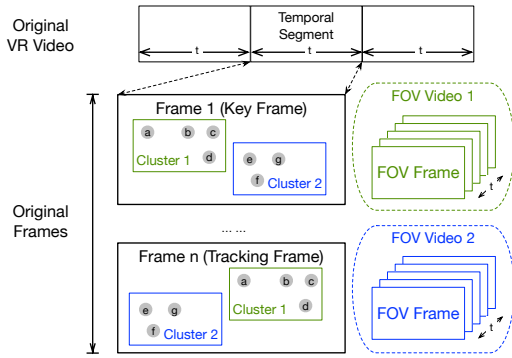 Original
VR Video
Temporal
Segment
t
t
t
Frame 1 (Key Frame)
a
b
c
d
Cluster 1
e
g
f
Cluster 2
FOV Video 1
FOV Frame
t
Original
Frames
... ...
Frame n (Tracking Frame)
a
b
c
d
Cluster 1
e
g
f
Cluster 2
FOV Video 2
FOV Frame
t